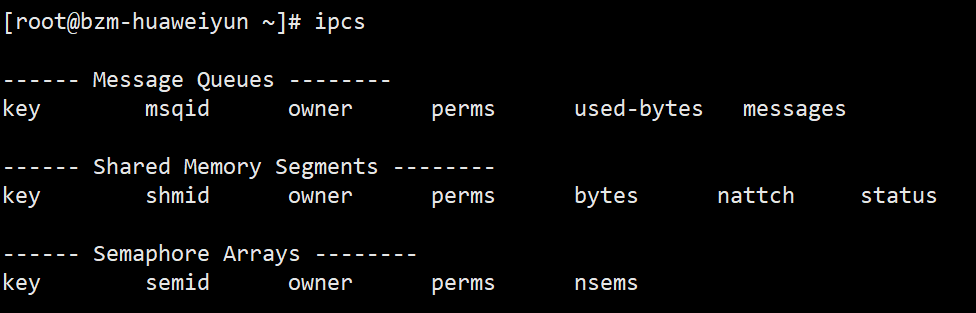 [root@bzm-huaweiyun ~]# ipcs
------ Message Queues --------
key        msqid      owner      perms      used-bytes   messages
------ Shared Memory Segments --------
key        shmid      owner      perms      bytes      nattch     status
------ Semaphore Arrays --------
key        semid      owner      perms      nsems